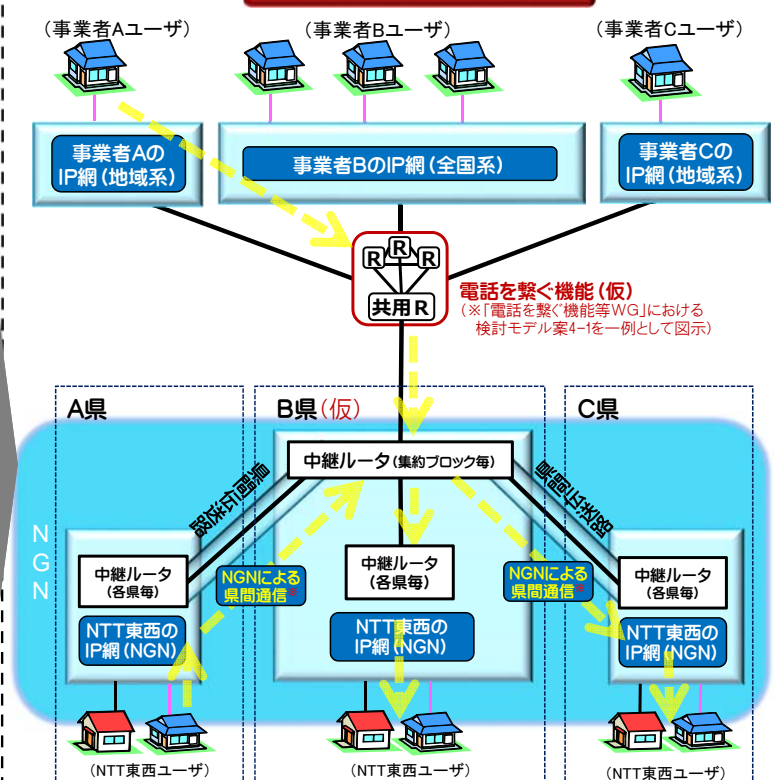 (事業者Aユーザ)
(事業者Bユーザ)
(事業者Cユーザ)
事業者Aの
IP網(地域系)
事業者BのIP網(全国系)
事業者Cの
IP網(地域系)
R
R
R
共用R
電話を繋ぐ機能(仮)
(※「電話を繋ぐ機能等WG」における
検討モデル案4-1を一例として図示)
A県
B県(仮)
C県
中継ルータ(集約ブロック毎)
県間伝送路
県間伝送路
NGN
中継ルータ
(各県毎)
中継ルータ
(各県毎)
中継ルータ
(各県毎)
NGNによる
県間通信※
NGNによる
県間通信※
NTT東西の
IP網(NGN)
NTT東西の
IP網(NGN)
NTT東西の
IP網(NGN)
(NTT東西ユーザ)
(NTT東西ユーザ)
(NTT東西ユーザ)